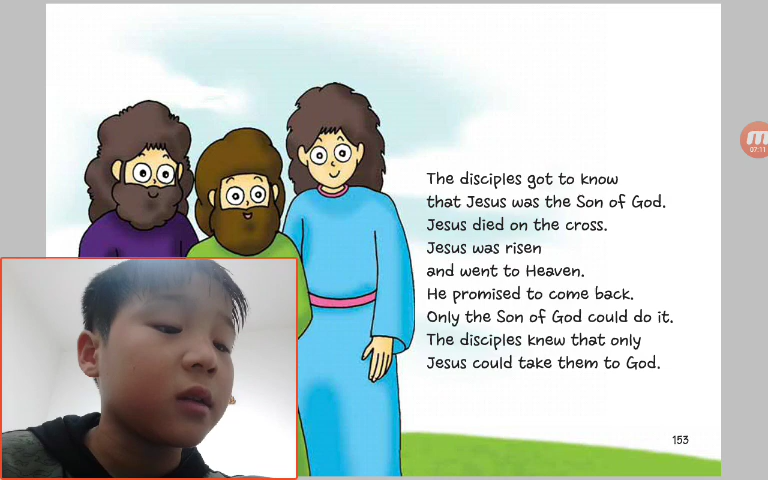 The disciples got to know
that Jesus was the Son of God.
Jesus died on the cross.
Jesus was risen
and went to Heaven.
He promised to come back.
Only the Son of God could do it.
The disciples knew that only
Jesus could take them to God.
153
07:11